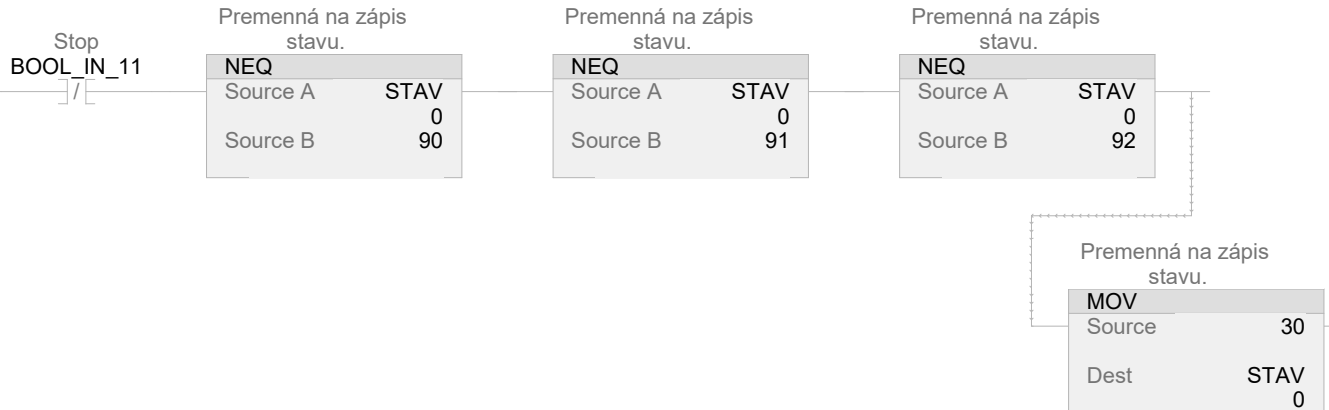 Stop
BOOL_IN_11
Premenná na zápis
stavu.
NEQ
Source A STAV
0
Source B 90
Premenná na zápis
stavu.
NEQ
Source A STAV
0
Source B 91
Premenná na zápis
stavu.
NEQ
Source A STAV
0
Source B 92
Premenná na zápis
stavu.
MOV
Source 30
Dest STAV
0